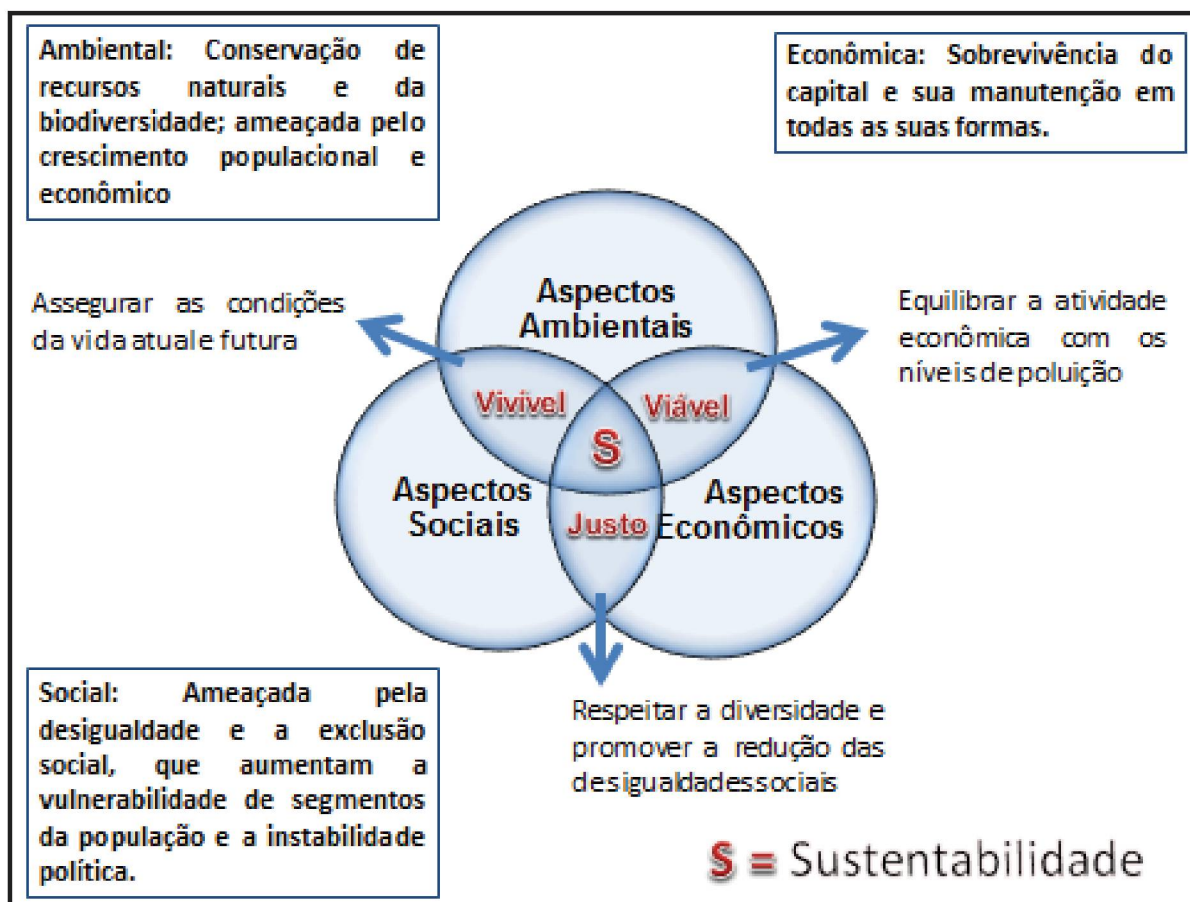 Ambiental: Conservação de
recursos naturais e da
biodiversidade; ameaçada pelo
crescimento populacional e
econômico
Econômica: Sobrevivência do
capital e sua manutenção em
todas as suas formas.
Assegurar as condições
da vida atual e futura
Aspectos
Ambientais
Equilibrar a atividade
econômica com os
níveis de poluição
Vivível
Viável
S
Aspectos
Sociais
Justo
Aspectos
Econômicos
Social: Ameaçada pela
desigualdade e a exclusão
social, que aumentam a
vulnerabilidade de segmentos
da população e a instabilidade
política.
Respeitar a diversidade e
promover a redução das
desigualdades sociais
S = Sustentabilidade